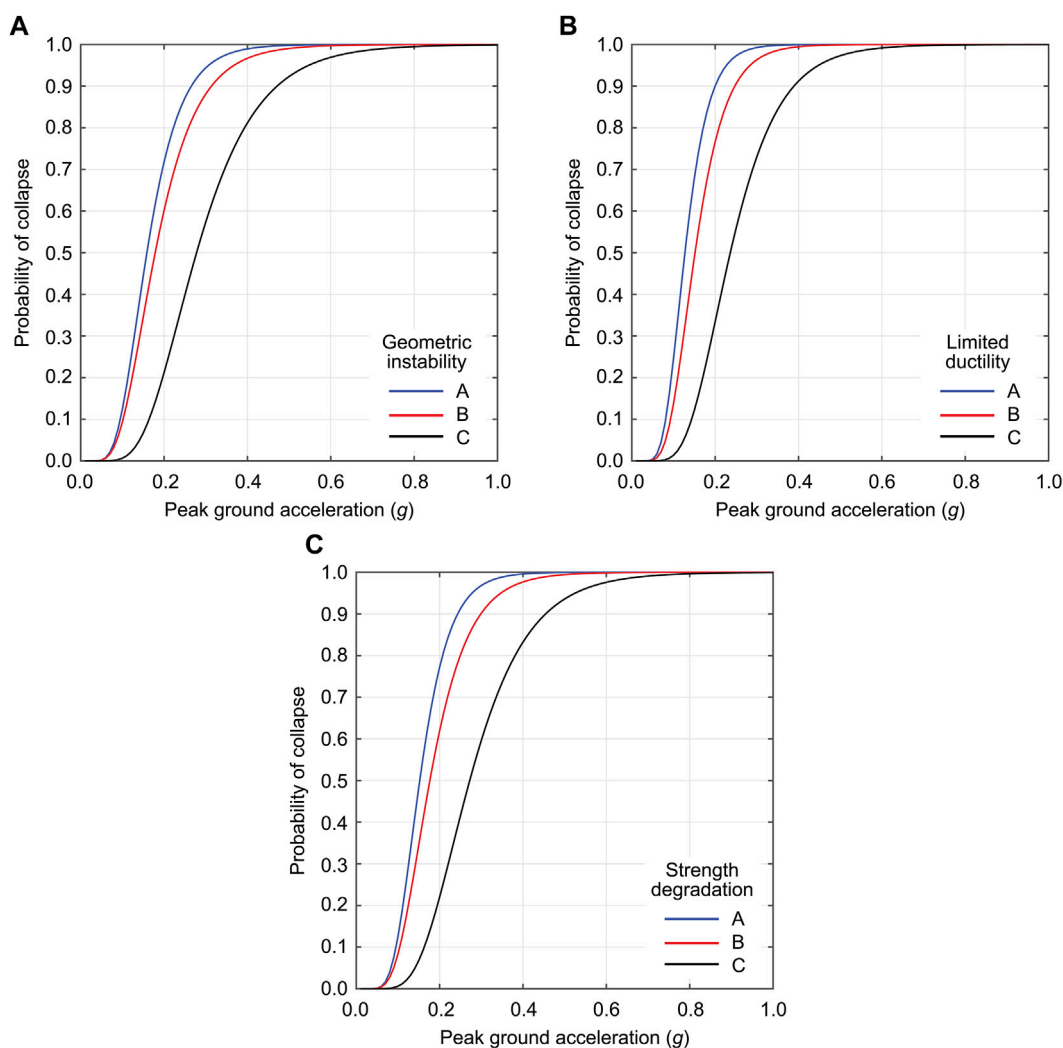 A
1.0
0.9
0.8
0.7
0.6
0.5
0.4
0.3
0.2
0.1
0.0
Probability of collapse
Geometric
instability
A
B
C
0.0 0.2 0.4 0.6 0.8 1.0
Peak ground acceleration (g)
B
1.0
0.9
0.8
0.7
0.6
0.5
0.4
0.3
0.2
0.1
0.0
Probability of collapse
Limited
ductility
A
B
C
0.0 0.2 0.4 0.6 0.8 1.0
Peak ground acceleration (g)
C
1.0
0.9
0.8
0.7
0.6
0.5
0.4
0.3
0.2
0.1
0.0
Probability of collapse
Strength
degradation
A
B
C
0.0 0.2 0.4 0.6 0.8 1.0
Peak ground acceleration (g)